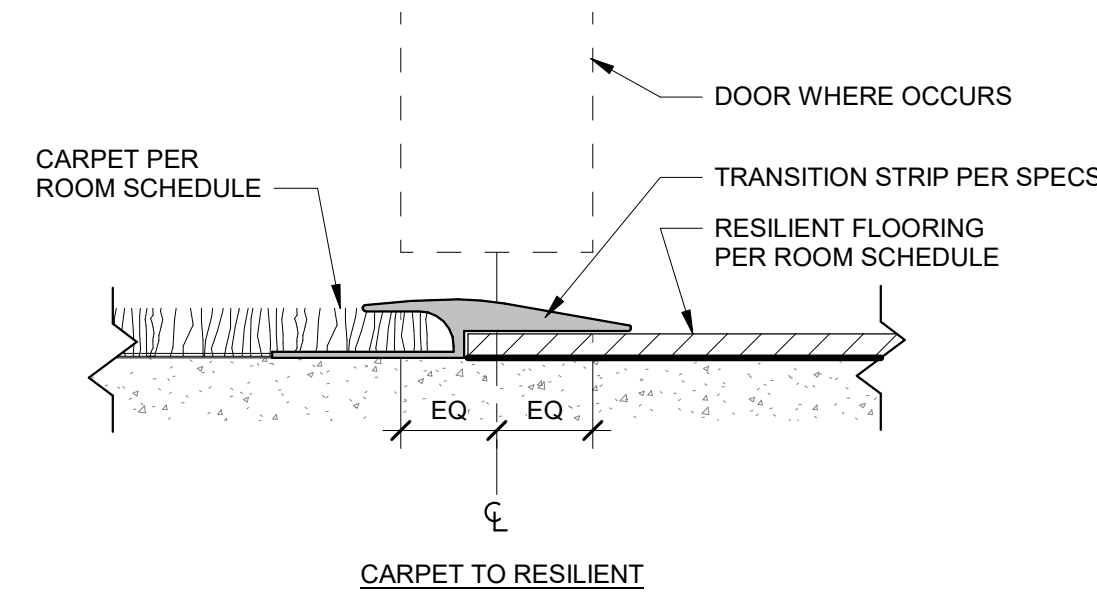 DOOR WHERE OCCURS
CARPET PER
ROOM SCHEDULE
TRANSITION STRIP PER SPECS
RESILIENT FLOORING
PER ROOM SCHEDULE
EQ EQ
℄
CARPET TO RESILIENT